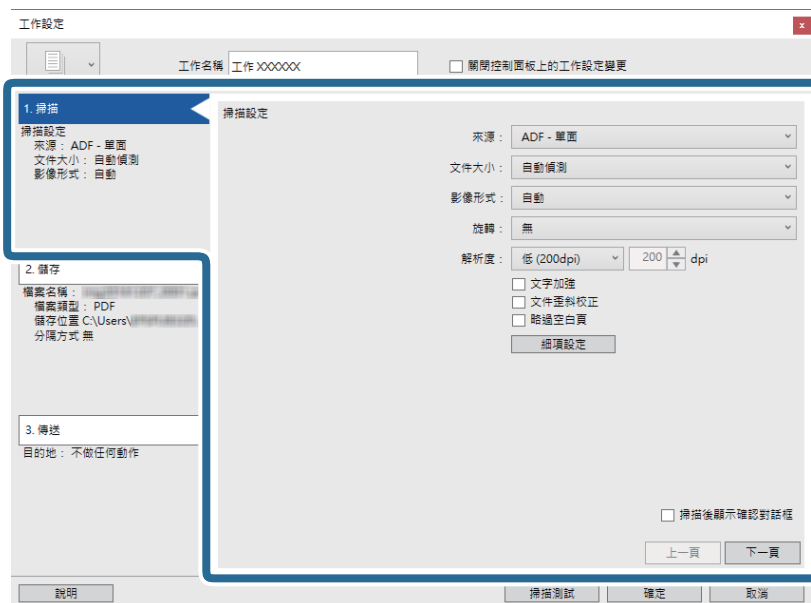 工作設定
工作名稱 工作 XXXXXX
關閉控制面板上的工作設定變更
1. 掃描
掃描設定
來源： ADF - 單面
文件大小： 自動偵測
影像形式： 自動
2. 儲存
檔案名稱：
檔案類型： PDF
儲存位置 C:\Users\
分隔方式 無
3. 傳送
目的地： 不做任何動作
掃描設定
來源： ADF - 單面
文件大小： 自動偵測
影像形式： 自動
旋轉： 無
解析度： 低 (200dpi) 200 dpi
文字加強
文件歪斜校正
略過空白頁
細項設定
掃描後顯示確認對話框
上一頁 下一頁
說明 掃描測試 確定 取消